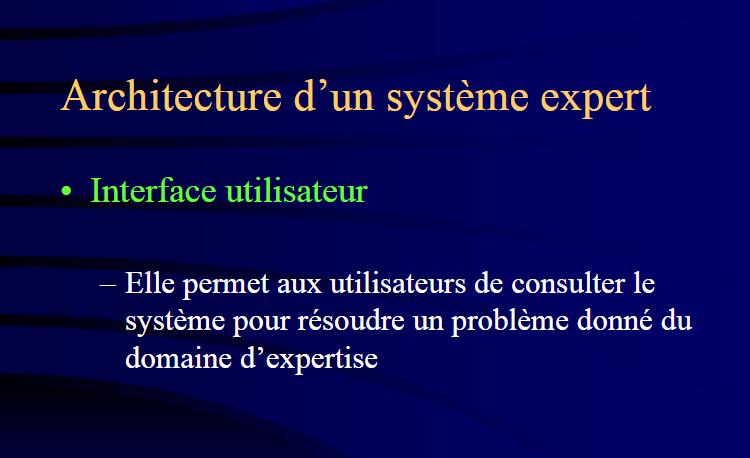 Architecture d’un système expert
• Interface utilisateur
– Elle permet aux utilisateurs de consulter le
système pour résoudre un problème donné du
domaine d’expertise